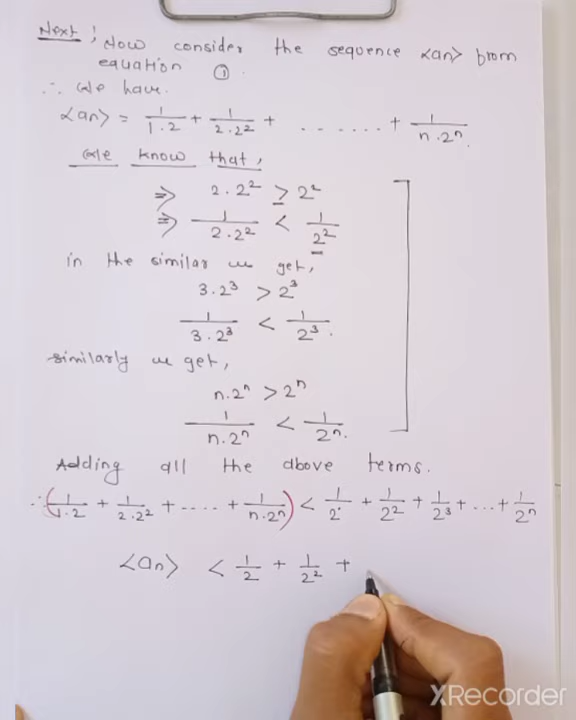 Next ; Now consider the sequence <an> from
equation ①.
∴ We have.
<an> = 1/1.2 + 1/2.2² + . . . . . . + 1/n.2ⁿ.
We know that,
⇒ 2.2² > 2²
⇒ 1/2.2² < 1/2²
in the similar we get,
3.2³ > 2³
1/3.2³ < 1/2³.
similarly we get,
n.2ⁿ > 2ⁿ
1/n.2ⁿ < 1/2ⁿ.
Adding all the above terms.
∴ (1/1.2 + 1/2.2² + .... + 1/n.2ⁿ) < 1/2 + 1/2² + 1/2³ + ... + 1/2ⁿ
<an> < 1/2 + 1/2² +
XRecorder